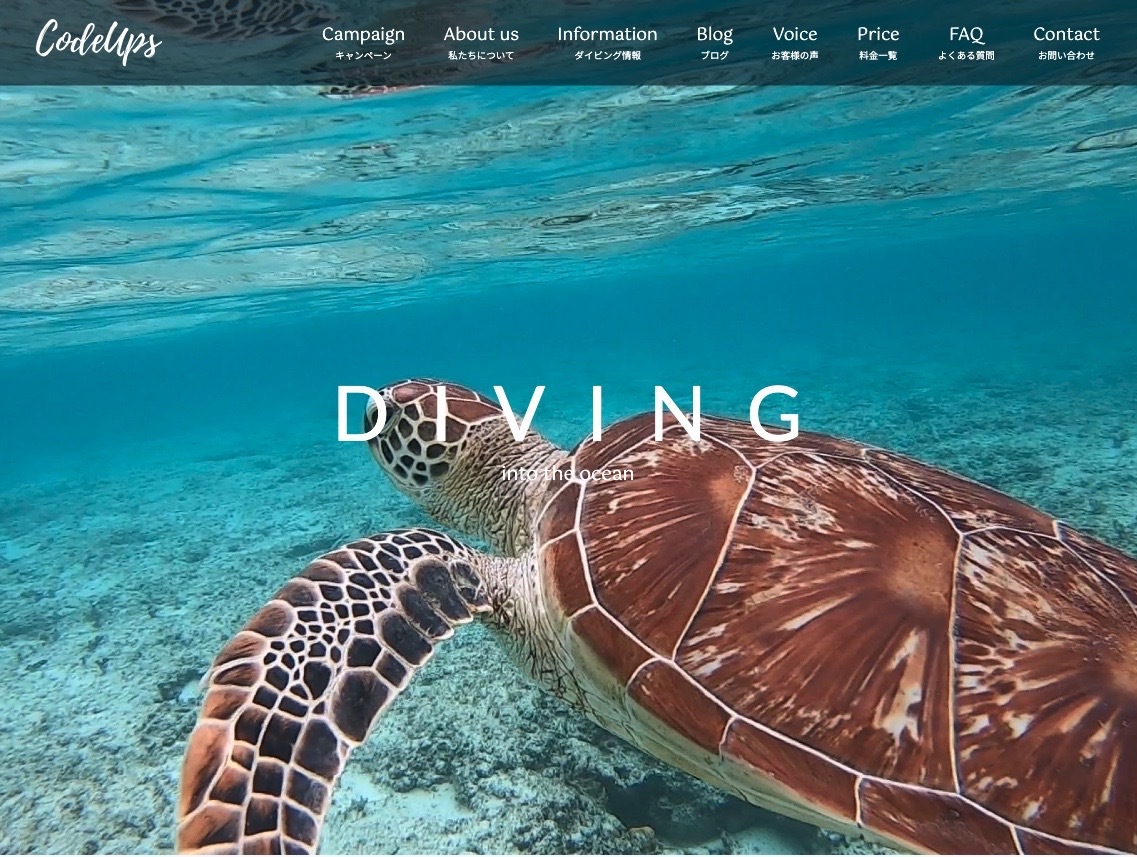 CodeUps
Campaign
キャンペーン
About us
私たちについて
Information
ダイビング情報
Blog
ブログ
Voice
お客様の声
Price
料金一覧
FAQ
よくある質問
Contact
お問い合わせ
DIVING
into the ocean